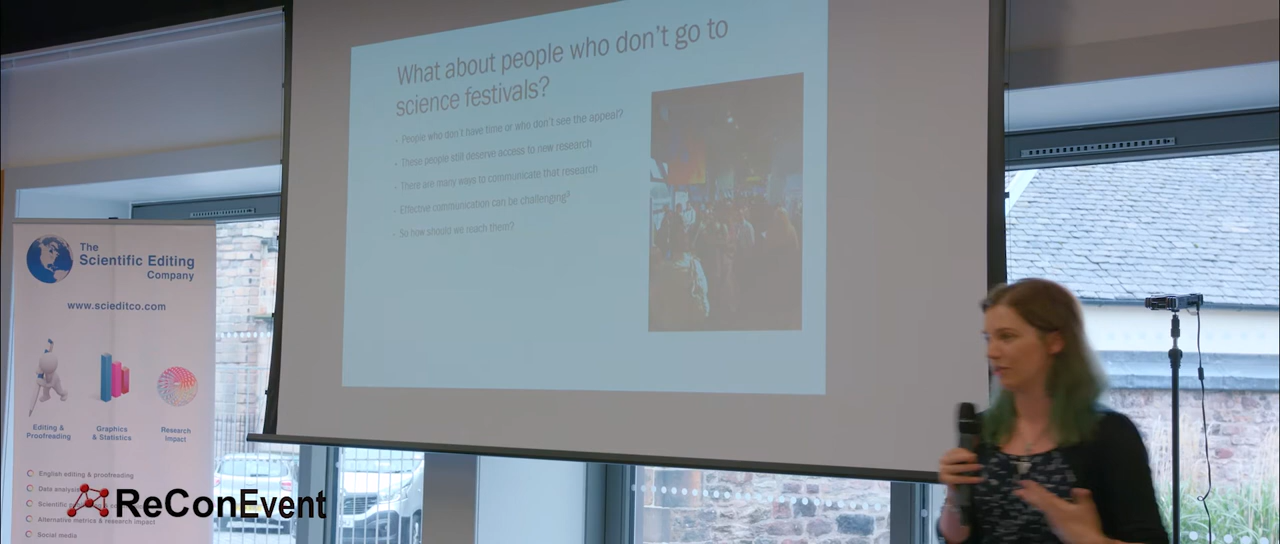 What about people who don't go to
science festivals?
- People who don't have time or who don't see the appeal?
- These people still deserve access to new research
- There are many ways to communicate that research
- Effective communication can be challenging³
- So how should we reach them?
The
Scientific Editing
Company
www.scieditco.com
Editing &
Proofreading
Graphics
& Statistics
Research
Impact
English editing & proofreading
Data analysis
Scientific
Alternative metrics & research impact
Social media
ReConEvent